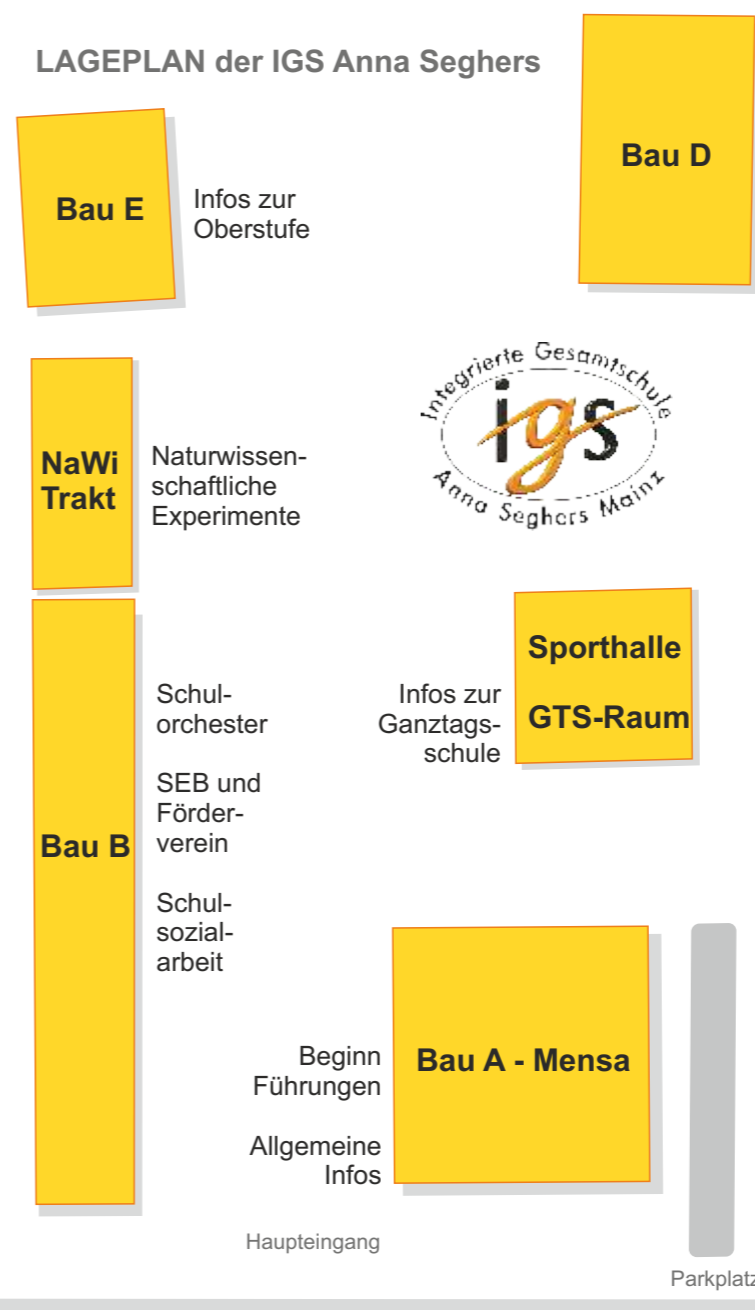 LAGEPLAN der IGS Anna Seghers
Bau D
Bau E
Infos zur
Oberstufe
Integrierte Gesamtschule
igs
Anna Seghers Mainz
NaWi
Trakt
Naturwissen-
schaftliche
Experimente
Sporthalle
GTS-Raum
Infos zur
Ganztags-
schule
Bau B
Schul-
orchester
SEB und
Förder-
verein
Schul-
sozial-
arbeit
Bau A - Mensa
Beginn
Führungen
Allgemeine
Infos
Haupteingang
Parkplatz